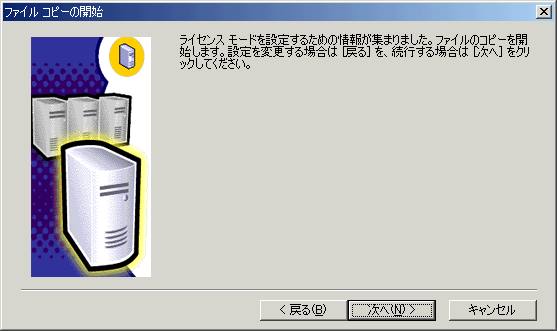 ファイル コピーの開始
ライセンス モードを設定するための情報が集まりました。ファイルのコピーを開
始します。設定を変更する場合は [戻る] を、続行する場合は [次へ] をクリ
ックしてください。
< 戻る(B)
次へ(N) >
キャンセル